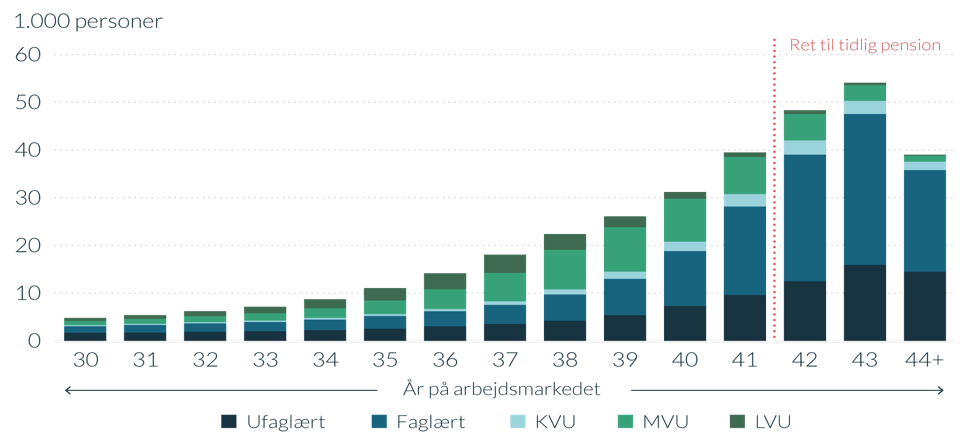 1.000 personer
Ret til tidlig pension
60
50
40
30
20
10
0
30 31 32 33 34 35 36 37 38 39 40 41 42 43 44+
År på arbejdsmarkedet
Ufaglært Faglært KVU MVU LVU